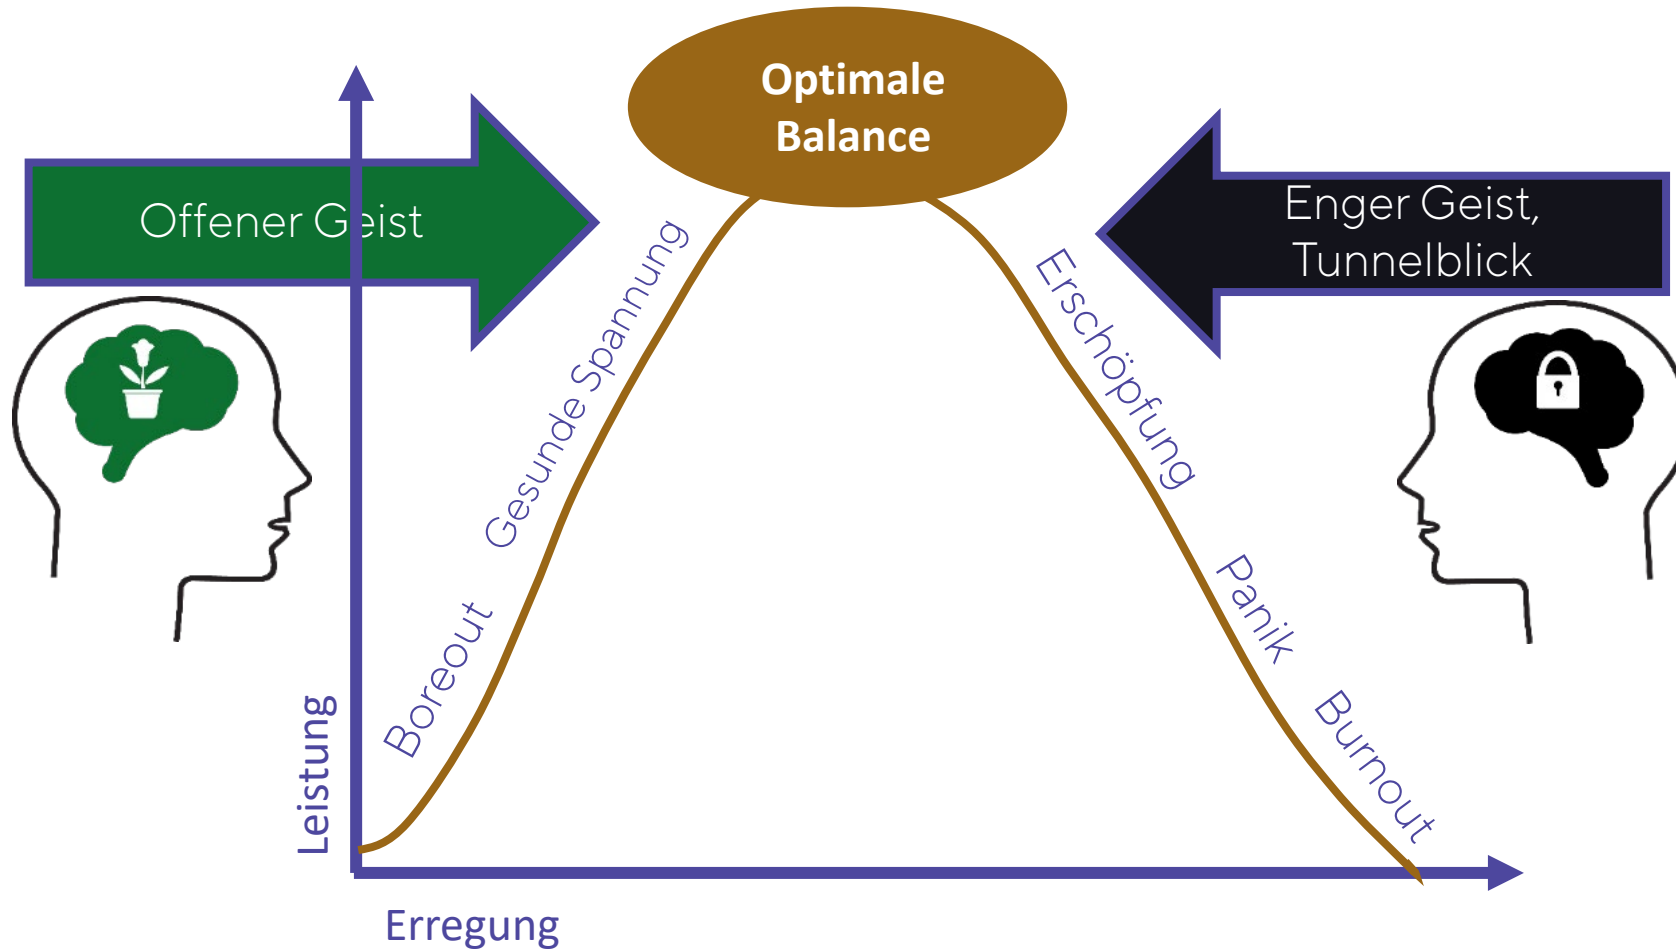 Optimale
Balance
Offener Geist
Enger Geist,
Tunnelblick
Boreout
Gesunde Spannung
Erschöpfung
Panik
Burnout
Leistung
Erregung